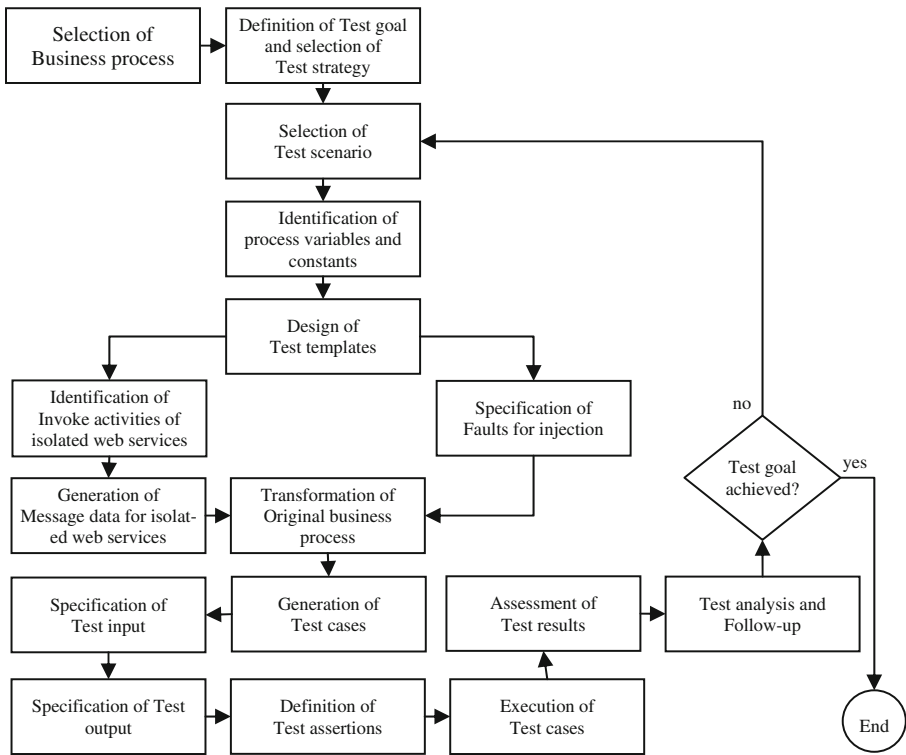 Selection of
Business process
Definition of Test goal
and selection of
Test strategy
Selection of
Test scenario
Identification of
process variables and
constants
Design of
Test templates
Identification of
Invoke activities of
isolated web services
Specification of
Faults for injection
no
Test goal
achieved?
yes
Generation of
Message data for isolat-
ed web services
Transformation of
Original business
process
Specification of
Test input
Generation of
Test cases
Assessment of
Test results
Test analysis and
Follow-up
Specification of Test
output
Definition of
Test assertions
Execution of
Test cases
End